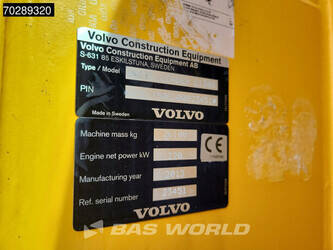 70289320
Volvo Construction Equipment
Volvo Construction Equipment AB
S-631 85 ESKILSTUNA, SWEDEN
Type / Model
PIN
Made in Sweden
VOLVO
Machine mass kg
Engine net power kW
Manufacturing year 2013
Ref. serial number
VOLVO
BAS WORLD